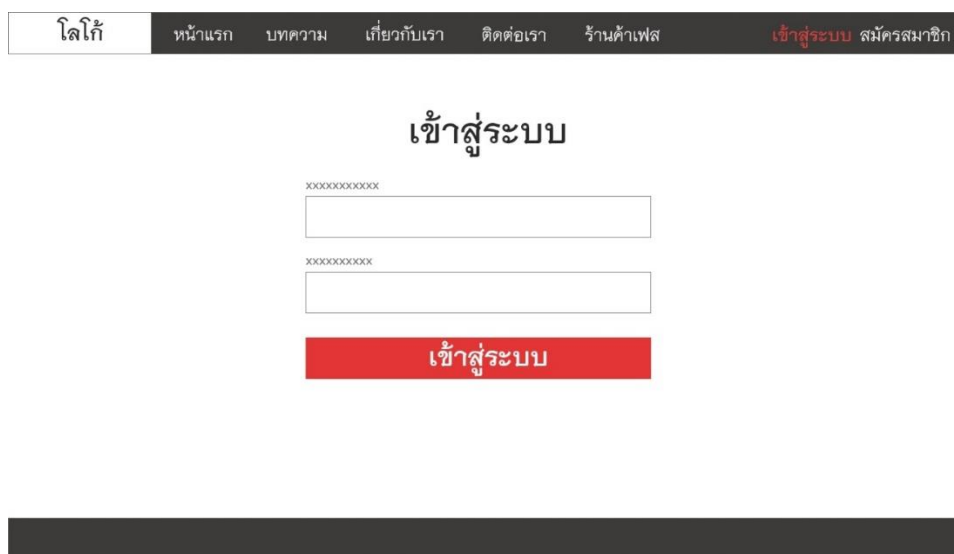 โลโก้ หน้าแรก บทความ เกี่ยวกับเรา ติดต่อเรา ร้านค้าเฟส เข้าสู่ระบบ สมัครสมาชิก
เข้าสู่ระบบ
xxxxxxxxxxx
xxxxxxxxxx
เข้าสู่ระบบ